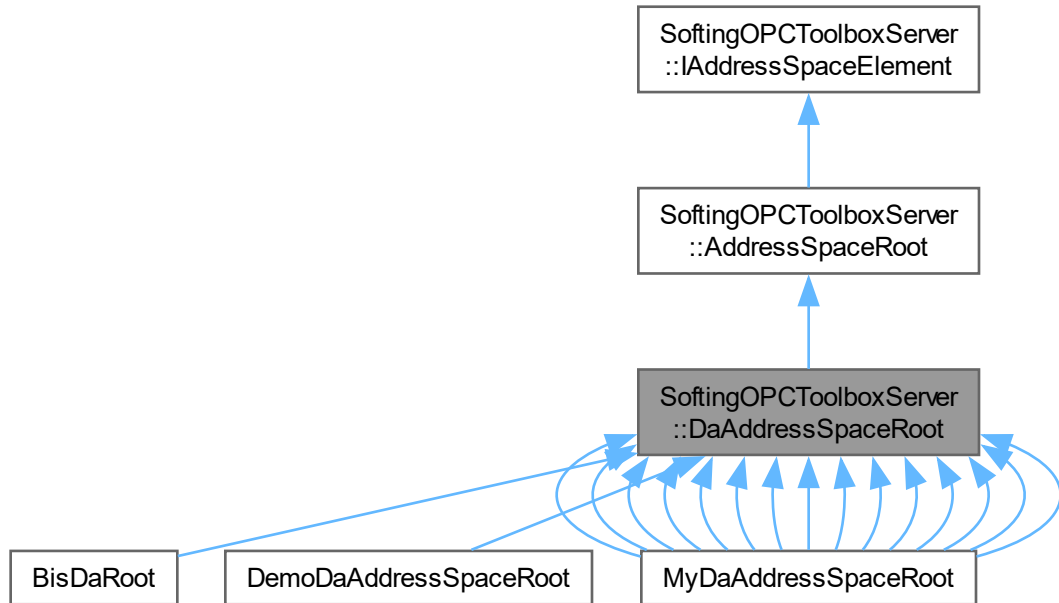 SoftingOPCToolboxServer
::IAddressSpaceElement
SoftingOPCToolboxServer
::AddressSpaceRoot
SoftingOPCToolboxServer
::DaAddressSpaceRoot
BisDaRoot
DemoDaAddressSpaceRoot
MyDaAddressSpaceRoot